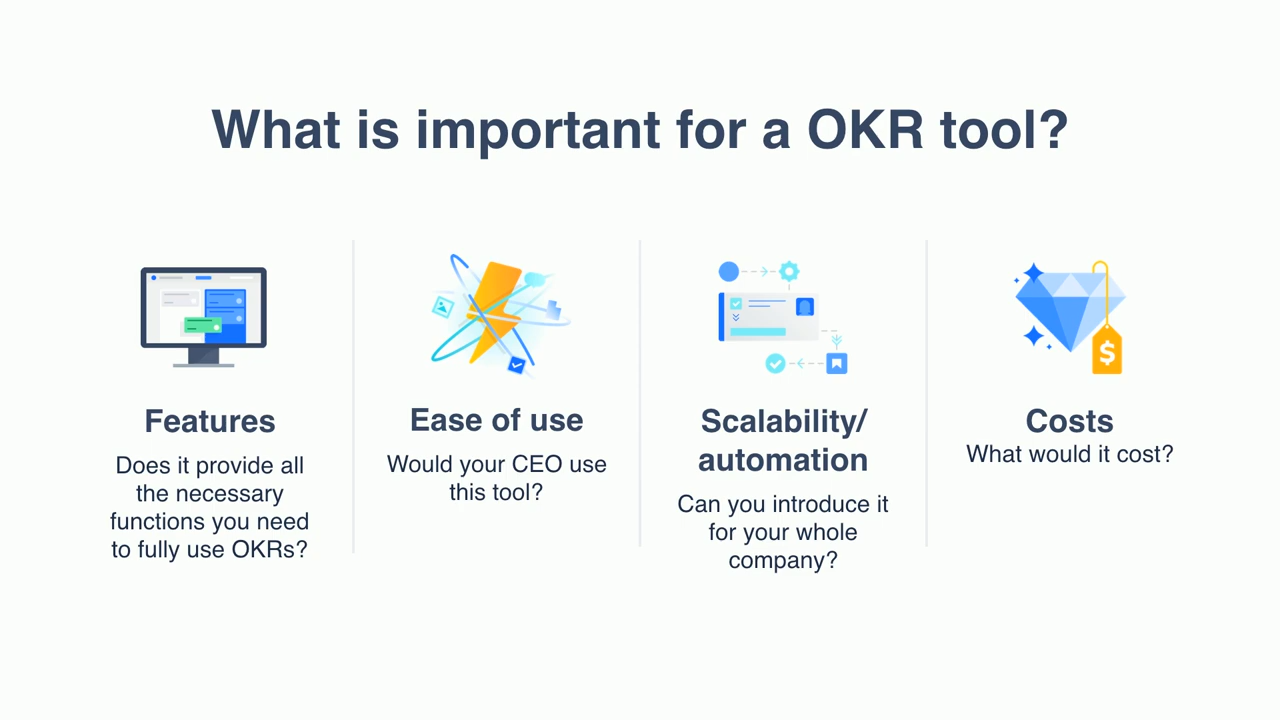 What is important for a OKR tool?
Features
Does it provide all
the necessary
functions you need
to fully use OKRs?
Ease of use
Would your CEO use
this tool?
Scalability/
automation
Can you introduce it
for your whole
company?
Costs
What would it cost?
$